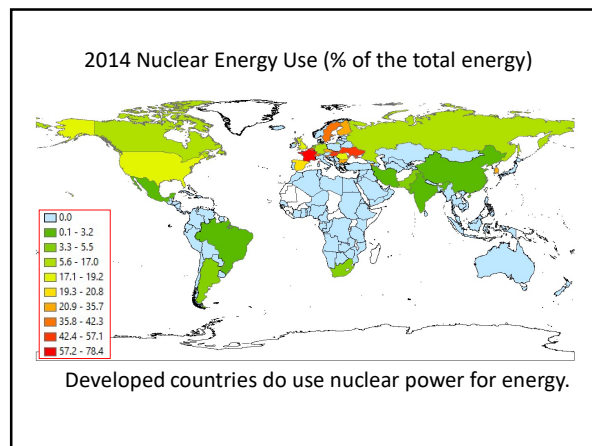 2014 Nuclear Energy Use (% of the total energy)
0.0
0.1 - 3.2
3.3 - 5.5
5.6 - 17.0
17.1 - 19.2
19.3 - 20.8
20.9 - 35.7
35.8 - 42.3
42.4 - 57.1
57.2 - 78.4
Developed countries do use nuclear power for energy.